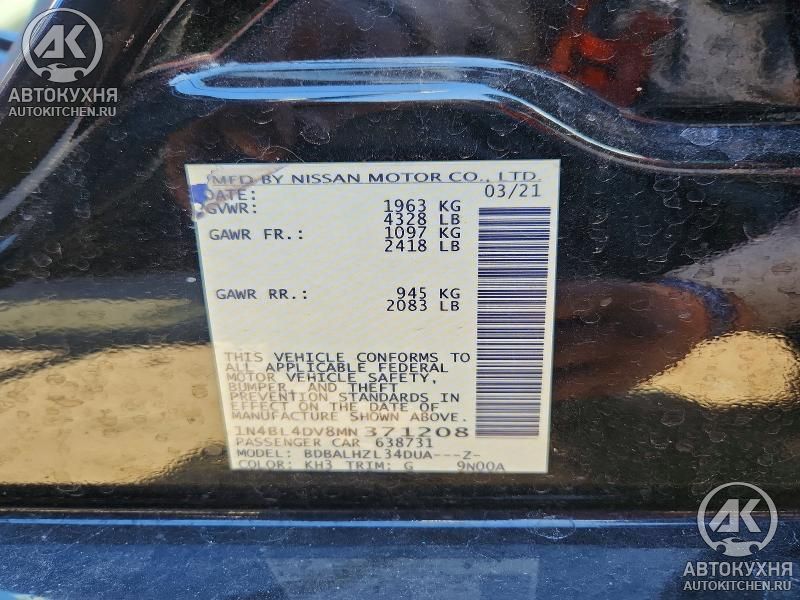 АК
АВТОКУХНЯ
AUTOKITCHEN.RU
MFD BY NISSAN MOTOR CO., LTD.
DATE: 03/21
GVWR: 1963 KG
4328 LB
GAWR FR.: 1097 KG
2418 LB
GAWR RR.: 945 KG
2083 LB
THIS VEHICLE CONFORMS TO
ALL APPLICABLE FEDERAL
MOTOR VEHICLE SAFETY,
BUMPER, AND THEFT
PREVENTION STANDARDS IN
EFFECT ON THE DATE OF
MANUFACTURE SHOWN ABOVE.
1N4BL4DV8MN371208
PASSENGER CAR 638731
MODEL: BDBALHZL34DUA---Z-
COLOR: KH3 TRIM: G 9N00A
АК
АВТОКУХНЯ
AUTOKITCHEN.RU